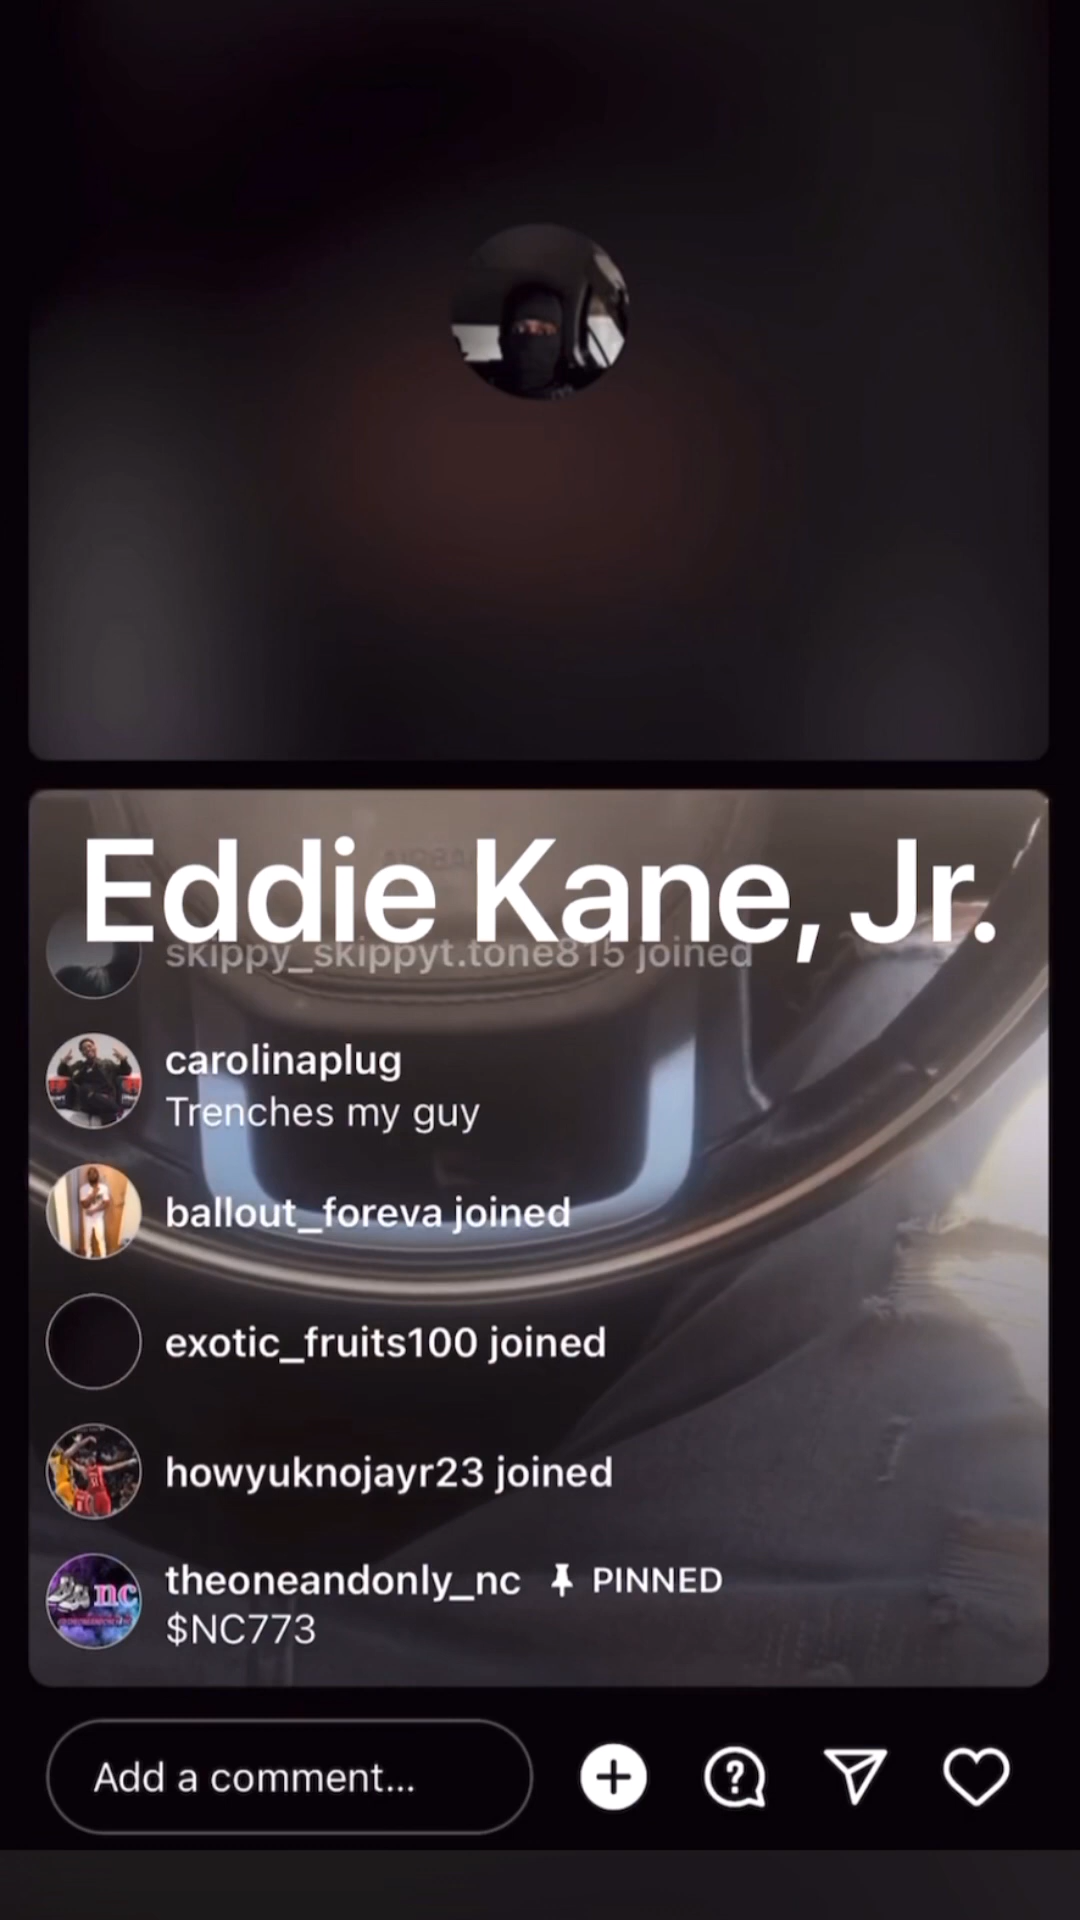 Eddie Kane, Jr.
skippy_skippyt.tone815 joined
carolinaplug
Trenches my guy
ballout_foreva joined
exotic_fruits100 joined
howyuknojayr23 joined
nc
theoneandonly_nc PINNED
$NC773
Add a comment...